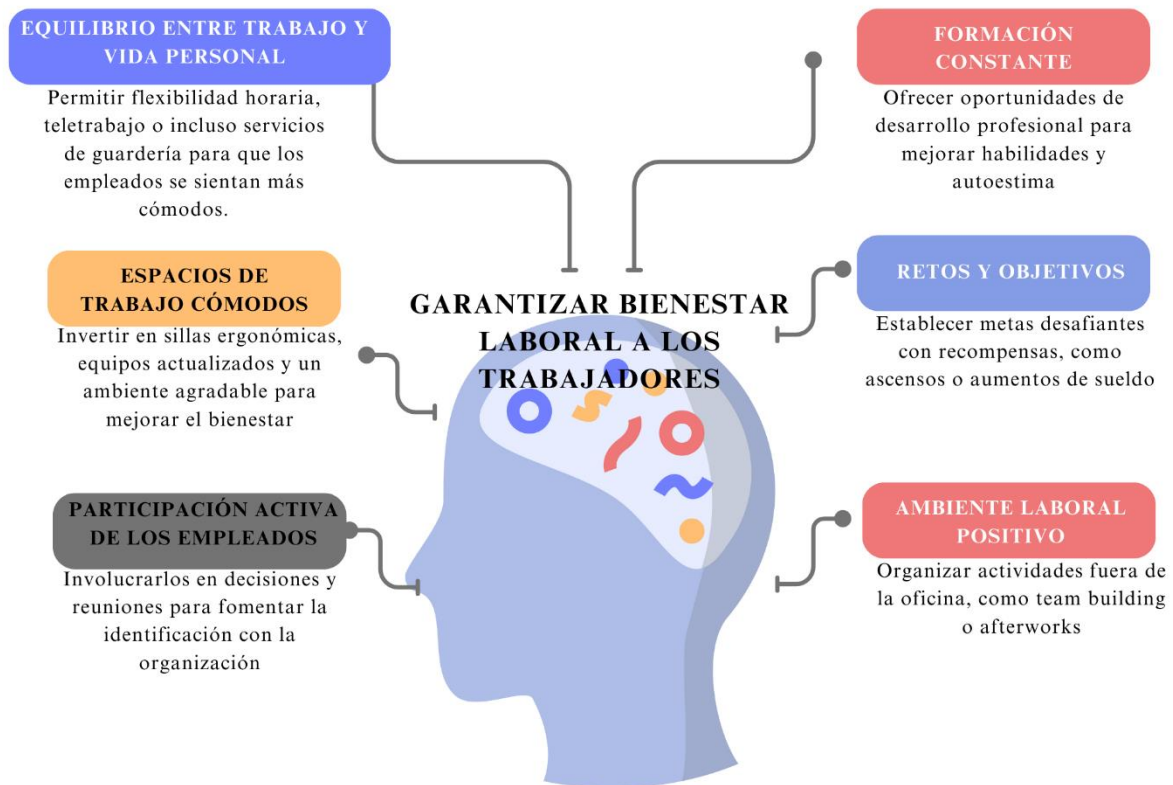 EQUILIBRIO ENTRE TRABAJO Y
VIDA PERSONAL
Permitir flexibilidad horaria,
teletrabajo o incluso servicios
de guardería para que los
empleados se sientan más
cómodos.
ESPACIOS DE
TRABAJO CÓMODOS
Invertir en sillas ergonómicas,
equipos actualizados y un
ambiente agradable para
mejorar el bienestar
PARTICIPACIÓN ACTIVA
DE LOS EMPLEADOS
Involucrarlos en decisiones y
reuniones para fomentar la
identificación con la
organización
GARANTIZAR BIENESTAR
LABORAL A LOS
TRABAJADORES
FORMACIÓN
CONSTANTE
Ofrecer oportunidades de
desarrollo profesional para
mejorar habilidades y
autoestima
RETOS Y OBJETIVOS
Establecer metas desafiantes
con recompensas, como
ascensos o aumentos de sueldo
AMBIENTE LABORAL
POSITIVO
Organizar actividades fuera de
la oficina, como team building
o afterworks